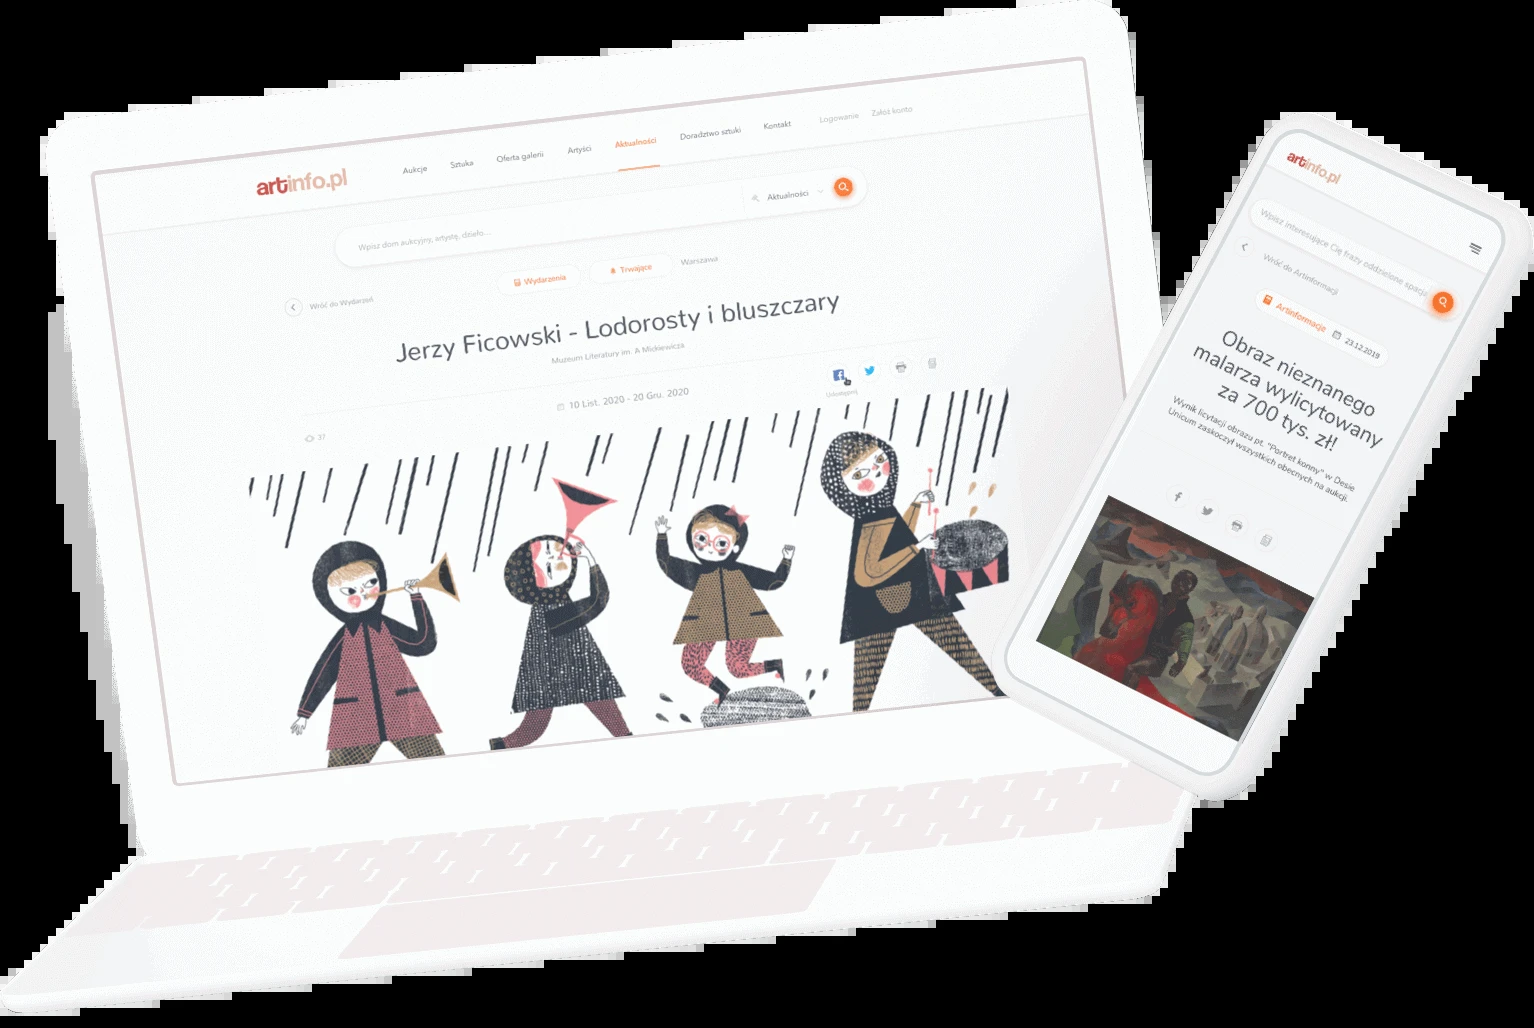 artinfo.pl
Aukcje
Sztuka
Oferta galerii
Artyści
Aktualności
Doradztwo sztuki
Kontakt
Logowanie
Załóż konto
Wpisz dom aukcyjny, artystę, dzieło...
Aktualności
Wydarzenia
Trwające
Warszawa
Wróć do Wydarzeń
Jerzy Ficowski - Lodorosty i bluszczary
Muzeum Literatury im. A Mickiewicza
10 List. 2020 - 20 Gru. 2020
Udostępnij
37
artinfo.pl
Wpisz interesujące Cię frazy oddzielone spacją
Wróć do Artinformacji
Artinformacje
23.12.2019
Obraz nieznanego
malarza wylicytowany
za 700 tys. zł!
Wynik licytacji obrazu pt. "Portret konny" w Desie
Unicum zaskoczył wszystkich obecnych na aukcji.